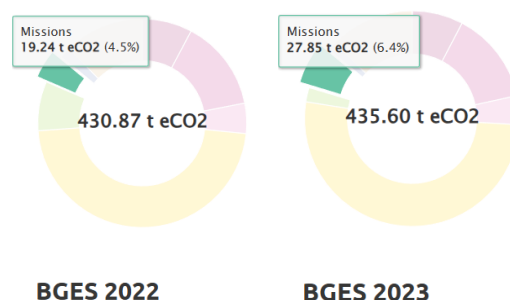 Missions
19.24 t eCO2 (4.5%)
430.87 t eCO2
BGES 2022
Missions
27.85 t eCO2 (6.4%)
435.60 t eCO2
BGES 2023